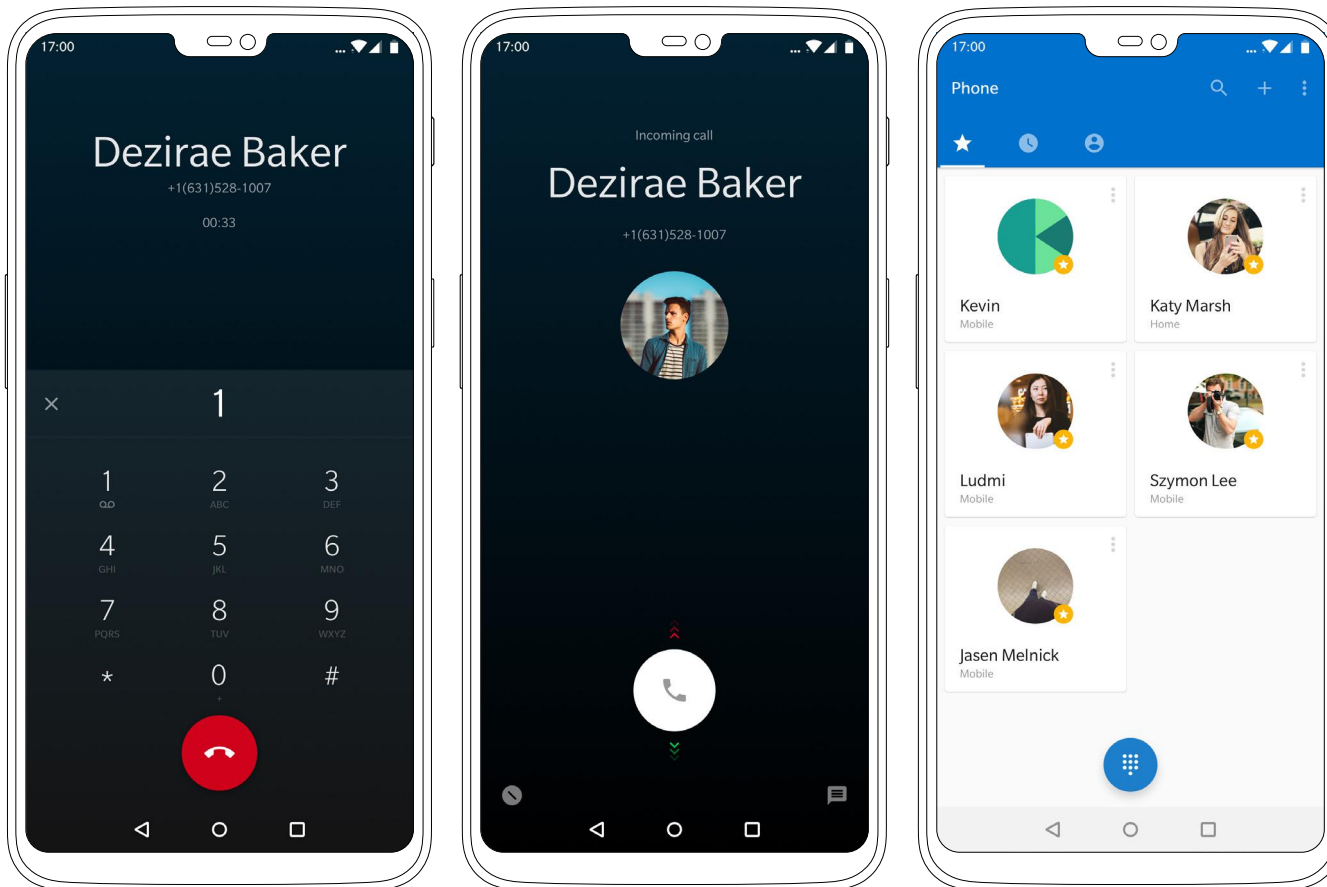 17:00
Dezirae Baker
+1(631)528-1007
00:33
1
1 2 3
ABC DEF
4 5 6
GHI JKL MNO
7 8 9
PQRS TUV WXYZ
* 0 #
+
17:00
Incoming call
Dezirae Baker
+1(631)528-1007
17:00
Phone
Kevin
Mobile
Katy Marsh
Home
Ludmi
Mobile
Szymon Lee
Mobile
Jasen Melnick
Mobile